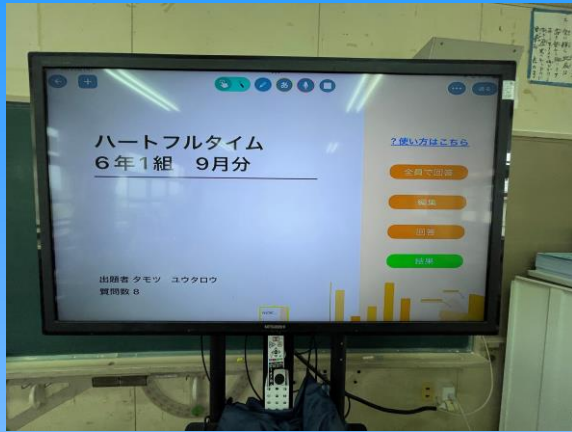 あ
ハートフルタイム
6年1組 9月分
?使い方はこちら
全員で回答
編集
回答
結果
出題者 タモツ ユウタロウ
質問数 8
MITSUBISHI